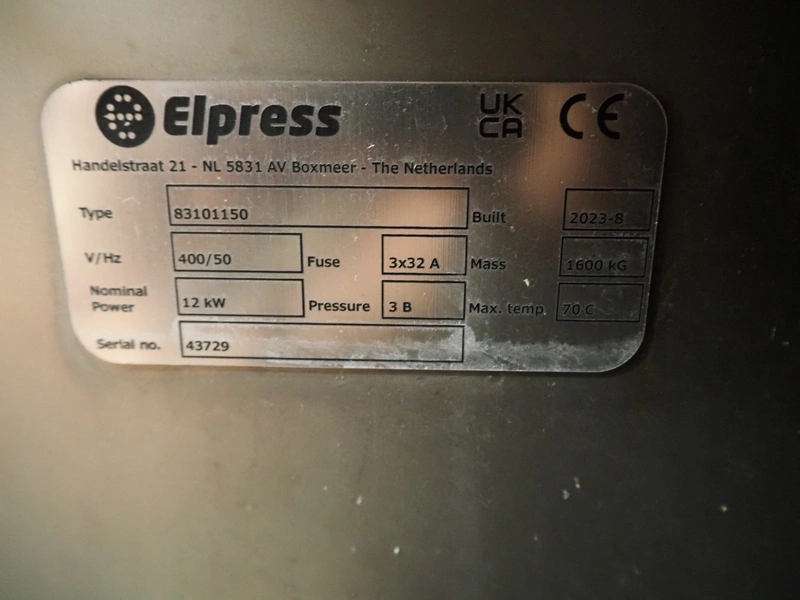 Elpress UK CA CE
Handelstraat 21 - NL 5831 AV Boxmeer - The Netherlands
Type 83101150 Built 2023-8
V/Hz 400/50 Fuse 3x32 A Mass 1600 kG
Nominal Power 12 kW Pressure 3 B Max. temp. 70 C
Serial no. 43729